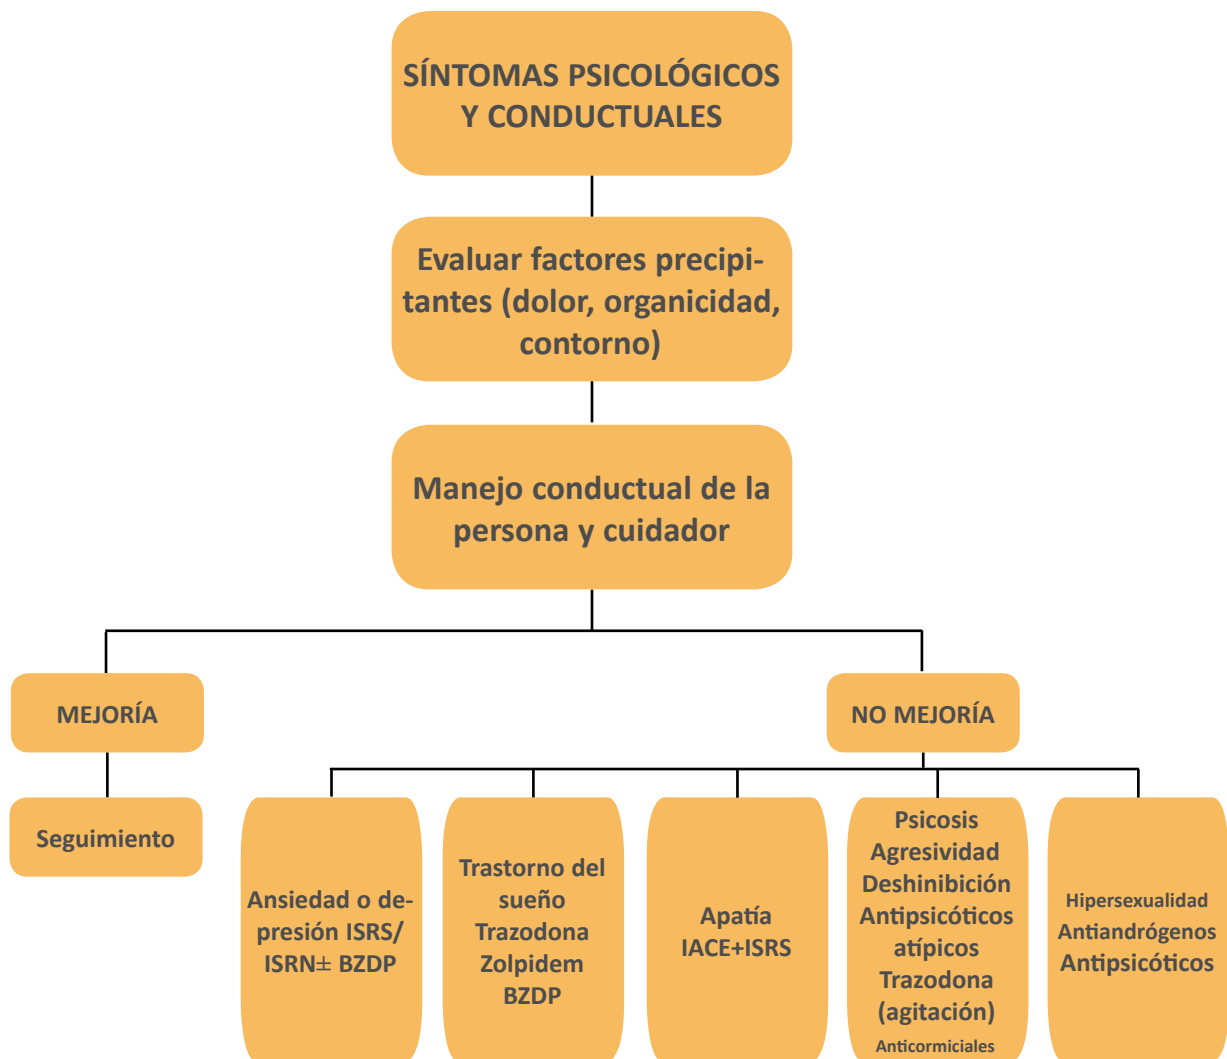 SÍNTOMAS PSICOLÓGICOS
Y CONDUCTUALES
Evaluar factores precipi-
tantes (dolor, organicidad,
contorno)
Manejo conductual de la
persona y cuidador
MEJORÍA
NO MEJORÍA
Seguimiento
Ansiedad o de-
presión ISRS/
ISRN± BZDP
Trastorno del
sueño
Trazodona
Zolpidem
BZDP
Apatía
IACE+ISRS
Psicosis
Agresividad
Deshinibición
Antipsicóticos
atípicos
Trazodona
(agitación)
Anticormiciales
Hipersexualidad
Antiandrógenos
Antipsicóticos